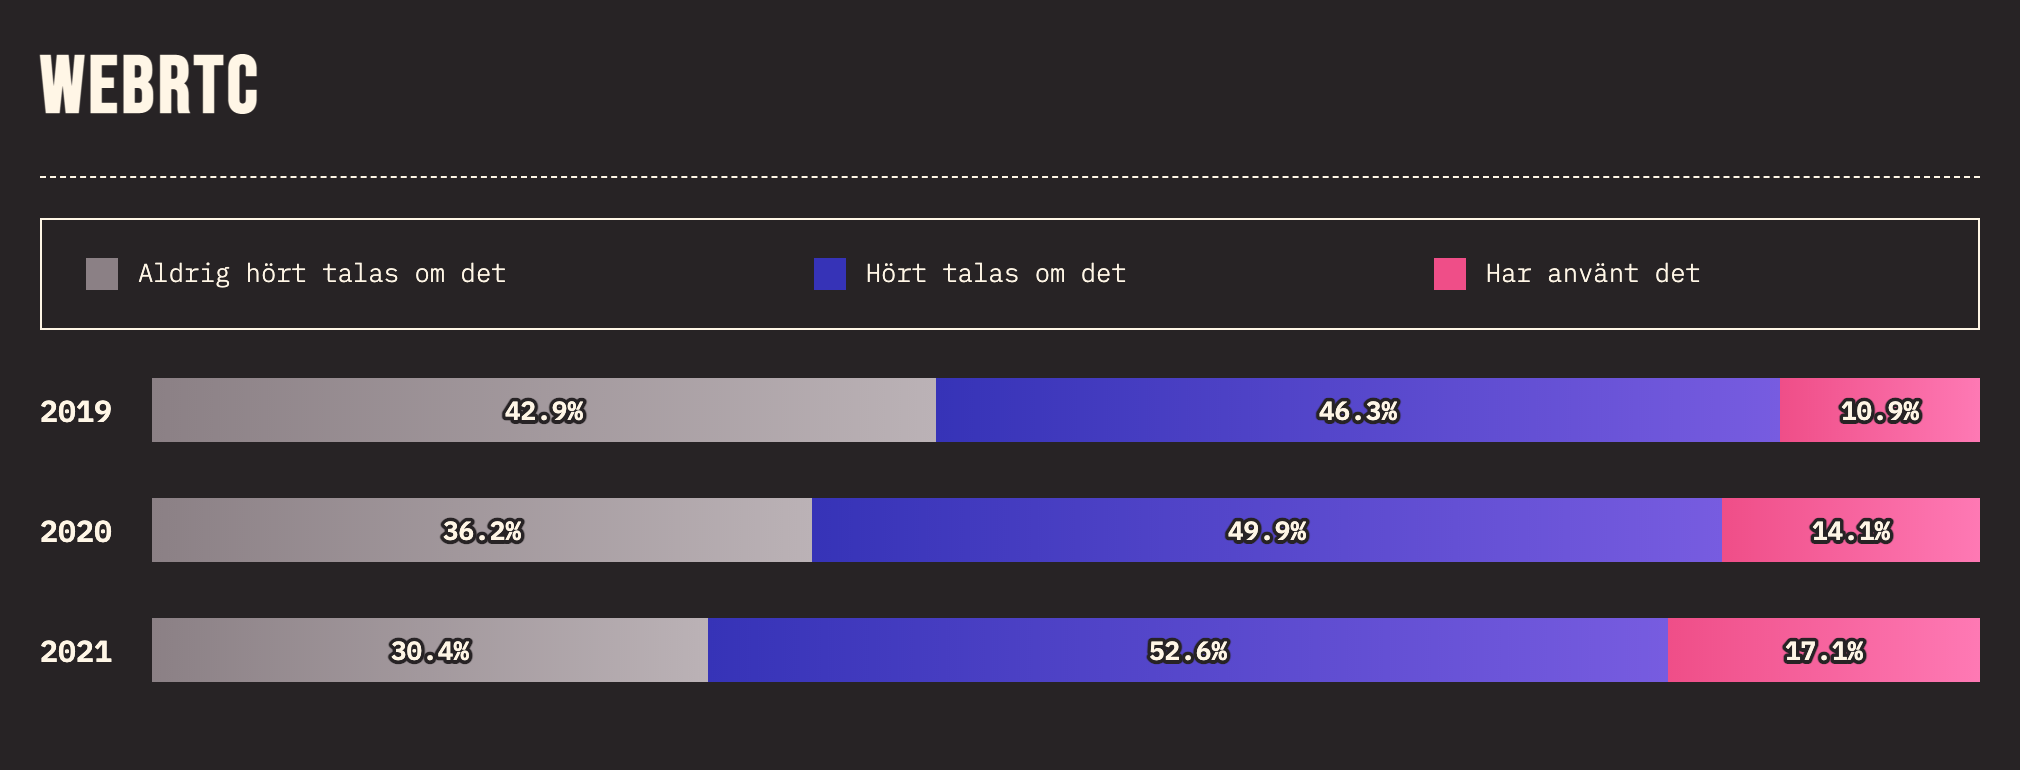 WEBRTC
Aldrig hört talas om det Hört talas om det Har använt det
2019 42.9% 46.3% 10.9%
2020 36.2% 49.9% 14.1%
2021 30.4% 52.6% 17.1%